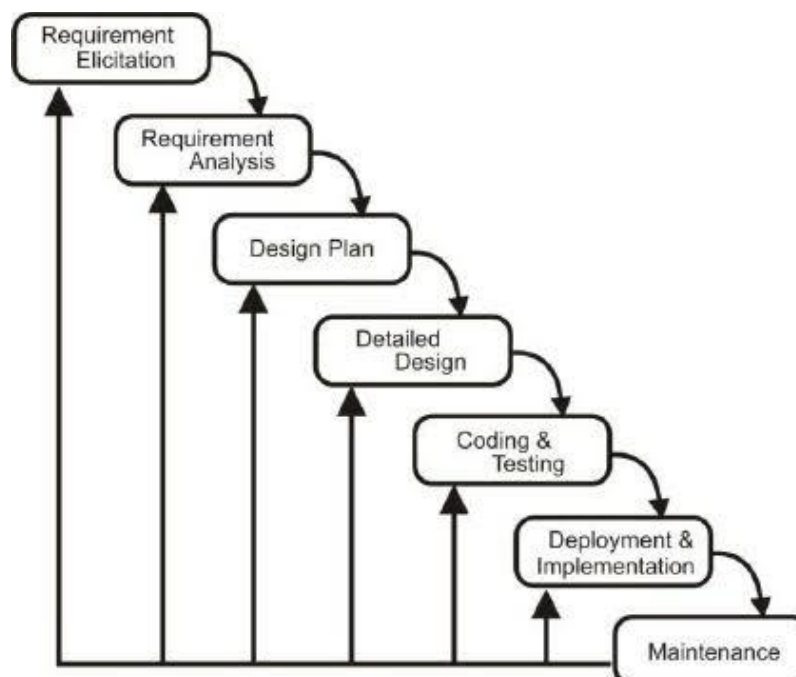 Requirement
Elicitation
Requirement
Analysis
Design Plan
Detailed
Design
Coding &
Testing
Deployment &
Implementation
Maintenance